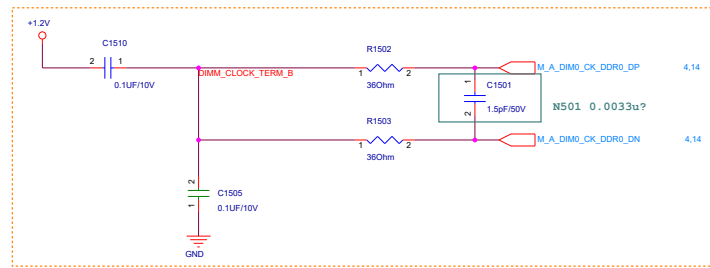 +1.2V
C1510
2
1
0.1UF/10V
DIMM_CLOCK_TERM_B
R1502
1
2
36Ohm
M_A_DIM0_CK_DDR0_DP
4,14
1
C1501
1.5pF/50V
2
N501 0.0033u?
R1503
1
2
36Ohm
M_A_DIM0_CK_DDR0_DN
4,14
2
C1505
1
0.1UF/10V
GND